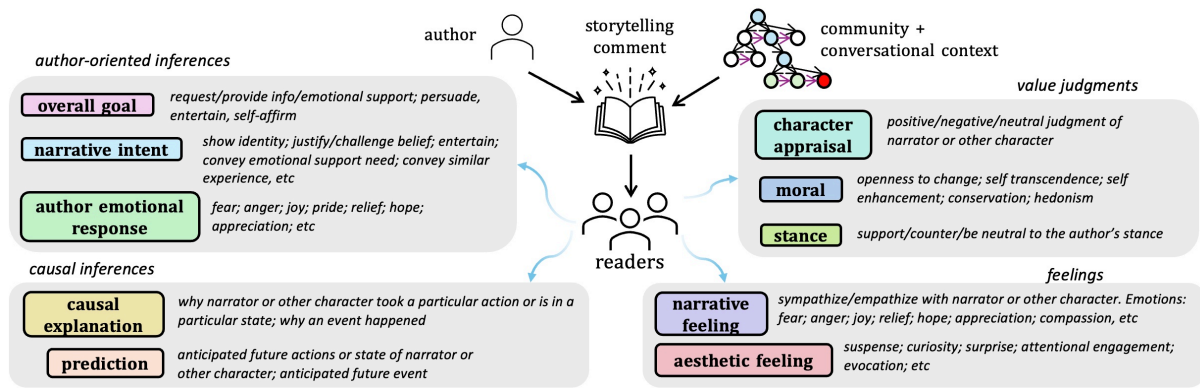 author
storytelling
comment
community +
conversational context
author-oriented inferences
overall goal
request/provide info/emotional support; persuade,
entertain, self-affirm
narrative intent
show identity; justify/challenge belief; entertain;
convey emotional support need; convey similar
experience, etc
author emotional
response
fear; anger; joy; pride; relief; hope;
appreciation; etc
value judgments
character
appraisal
positive/negative/neutral judgment of
narrator or other character
moral
openness to change; self transcendence; self
enhancement; conservation; hedonism
stance
support/counter/be neutral to the author's stance
readers
causal inferences
causal
explanation
why narrator or other character took a particular action or is in a
particular state; why an event happened
prediction
anticipated future actions or state of narrator or
other character; anticipated future event
feelings
narrative
feeling
sympathize/empathize with narrator or other character. Emotions:
fear; anger; joy; relief; hope; appreciation; compassion, etc
aesthetic feeling
suspense; curiosity; surprise; attentional engagement;
evocation; etc